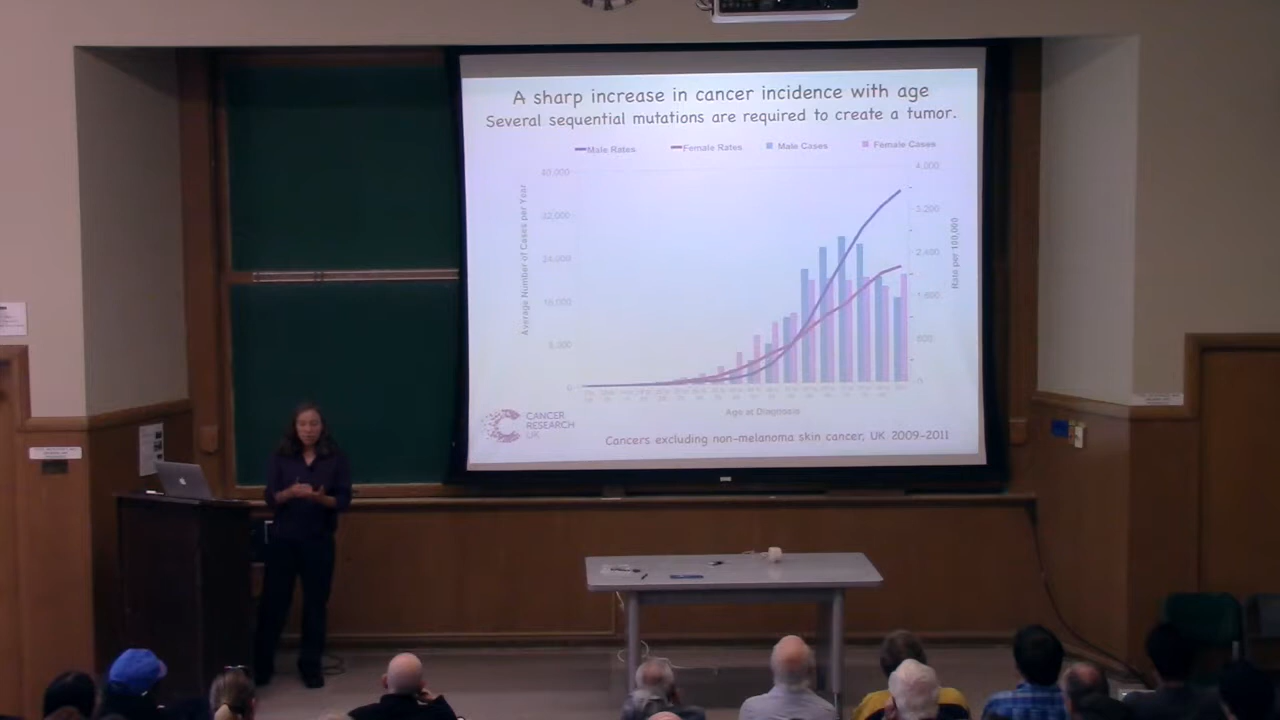 A sharp increase in cancer incidence with age
Several sequential mutations are required to create a tumor.
Male Rates Female Rates Male Cases Female Cases
40,000
32,000
24,000
16,000
8,000
0
Average Number of Cases per Year
4,000
3,200
2,400
1,600
800
0
Rate per 100,000
Age at Diagnosis
CANCER
RESEARCH
UK
Cancers excluding non-melanoma skin cancer, UK 2009-2011